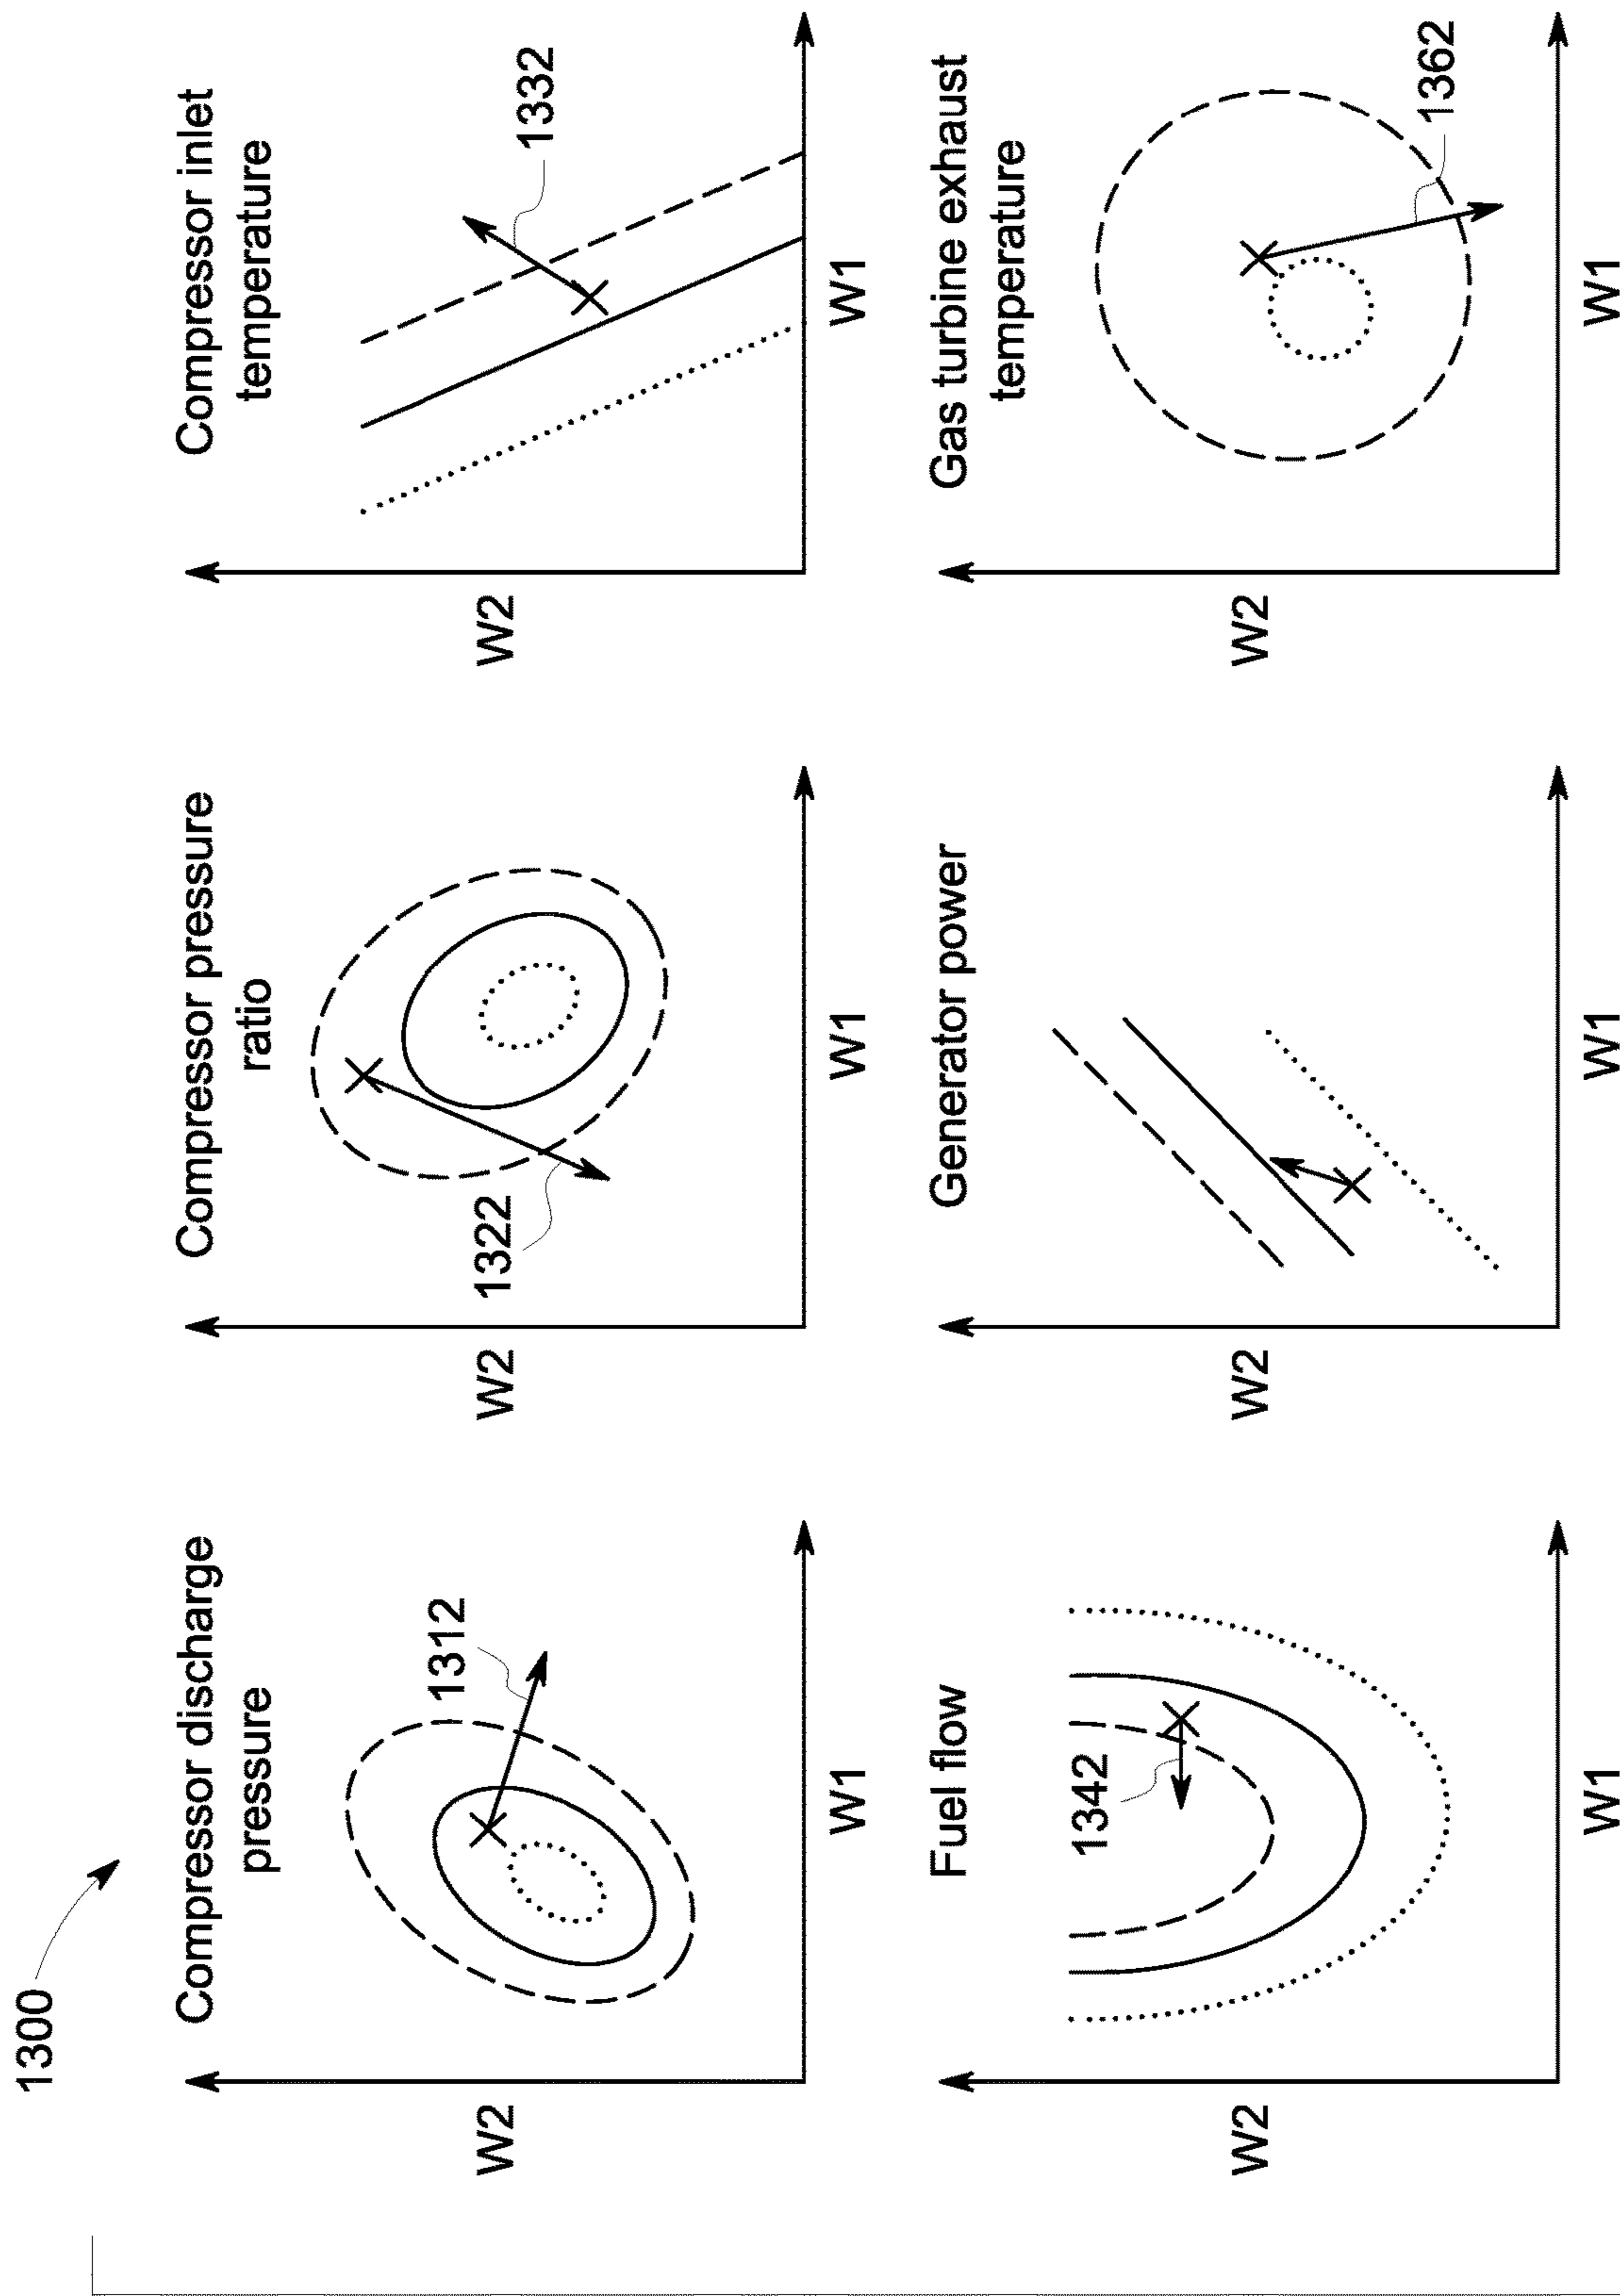 1300
Compressor discharge
pressure
1312
W2
W1
Compressor pressure
ratio
1322
W2
W1
Compressor inlet
temperature
1332
W2
W1
Fuel flow
1342
W2
W1
Generator power
W2
W1
Gas turbine exhaust
temperature
1362
W2
W1